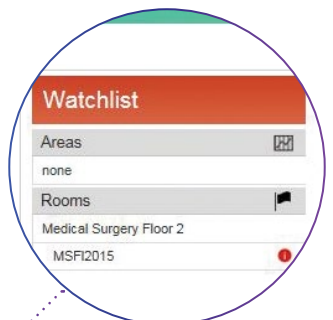 Watchlist
Areas
none
Rooms
Medical Surgery Floor 2
MSFI2015